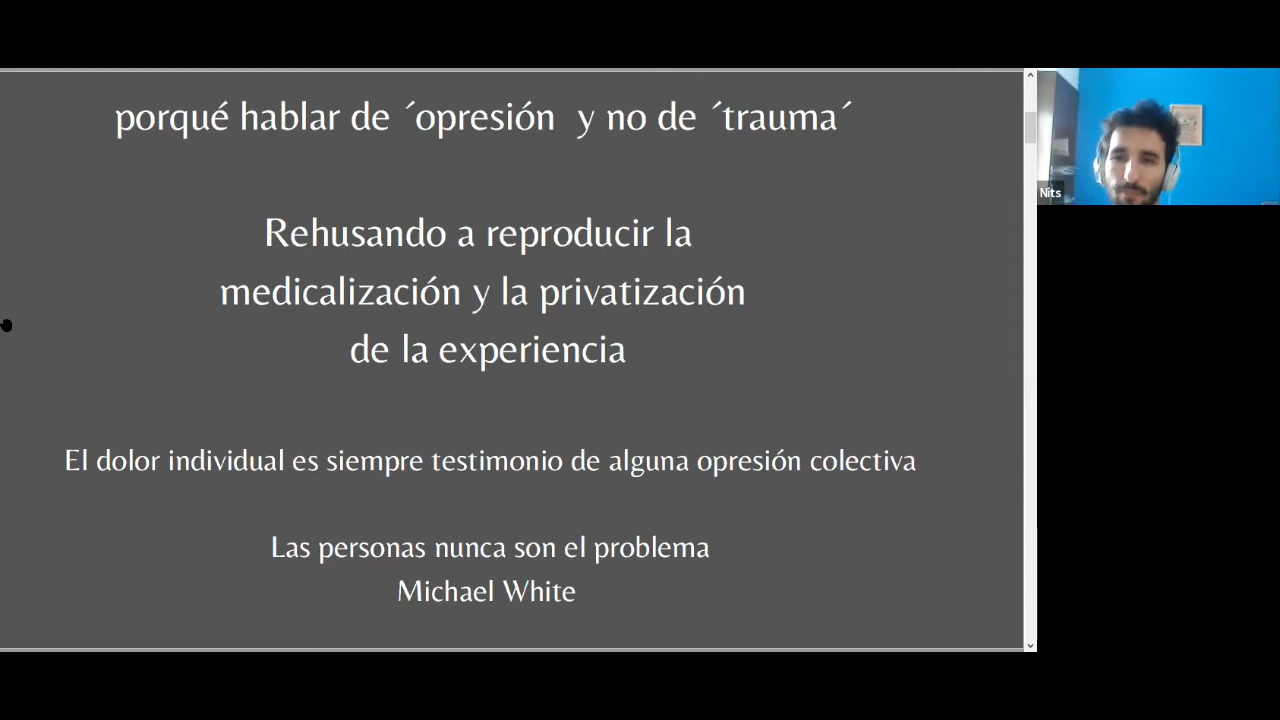 porqué hablar de ´opresión y no de ´trauma´
Rehusando a reproducir la
medicalización y la privatización
de la experiencia
El dolor individual es siempre testimonio de alguna opresión colectiva
Las personas nunca son el problema
Michael White
Nits